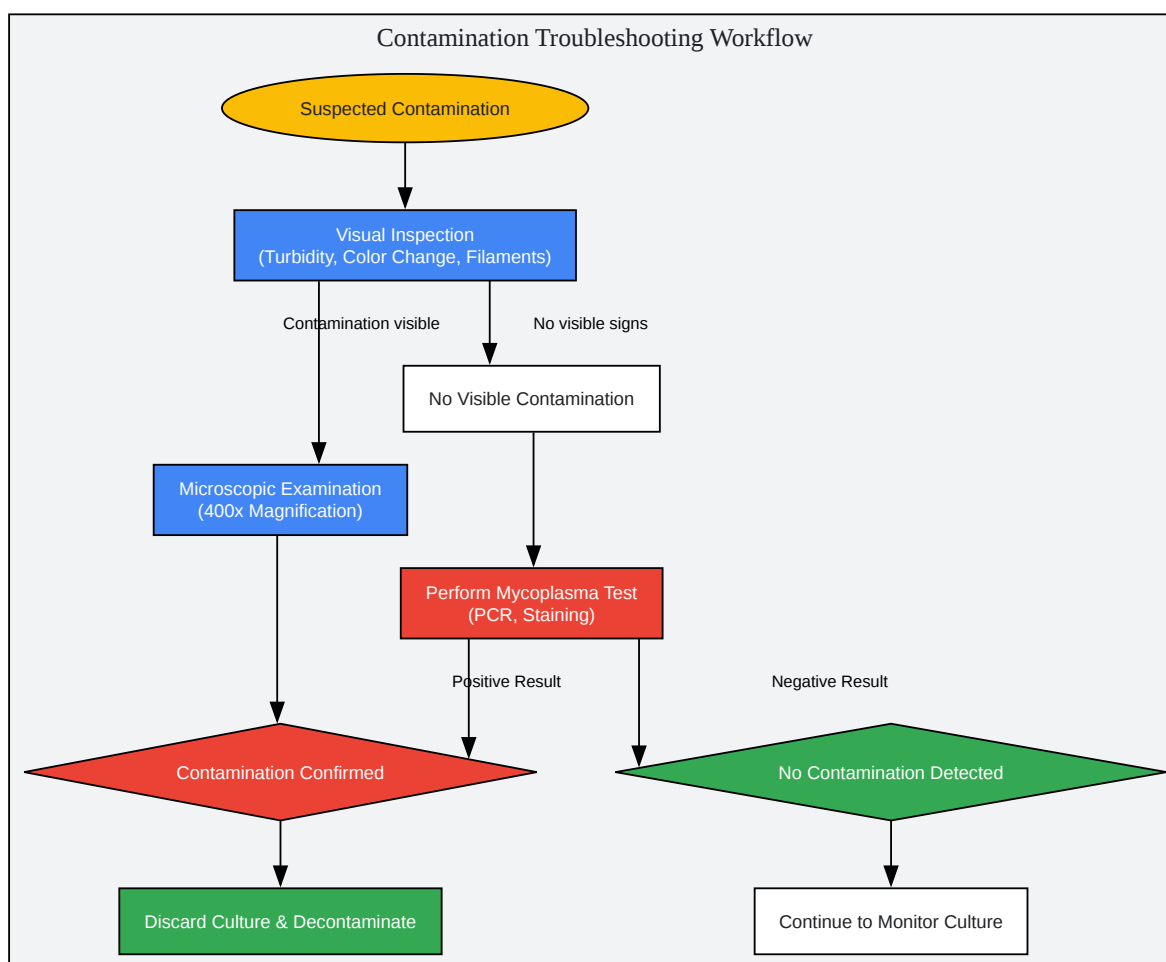 Contamination Troubleshooting Workflow
Suspected Contamination
Visual Inspection
(Turbidity, Color Change, Filaments)
Contamination visible
No visible signs
No Visible Contamination
Microscopic Examination
(400x Magnification)
Perform Mycoplasma Test
(PCR, Staining)
Positive Result
Negative Result
Contamination Confirmed
No Contamination Detected
Discard Culture & Decontaminate
Continue to Monitor Culture